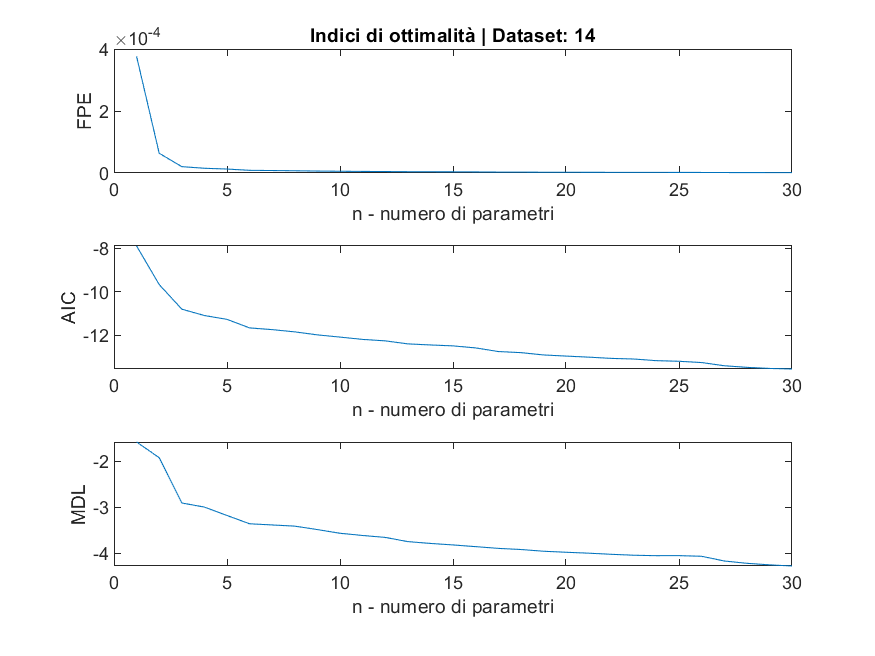 Indici di ottimalità | Dataset: 14
×10-4
4
2
0
FPE
0 5 10 15 20 25 30
n - numero di parametri
-8
-10
-12
AIC
0 5 10 15 20 25 30
n - numero di parametri
-2
-3
-4
MDL
0 5 10 15 20 25 30
n - numero di parametri